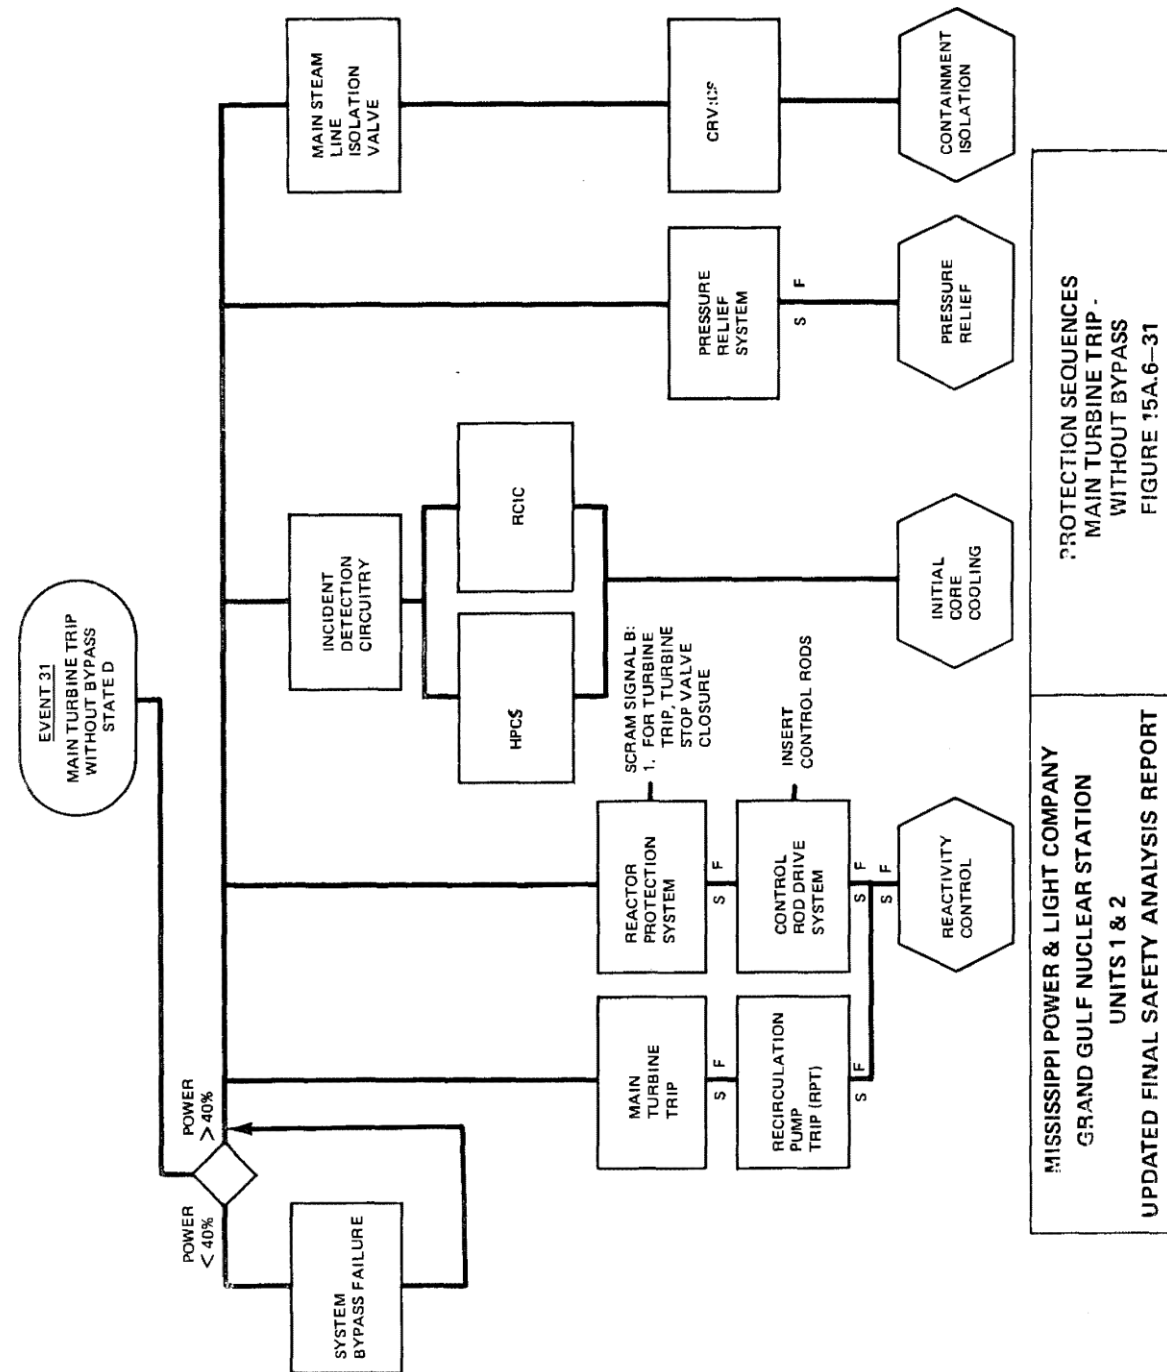 EVENT 31
MAIN TURBINE TRIP
WITHOUT BYPASS
STATE D
POWER
< 40%
POWER
> 40%
SYSTEM
BYPASS FAILURE
MAIN
TURBINE
TRIP
S F
RECIRCULATION
PUMP
TRIP (RPT)
S F
REACTOR
PROTECTION
SYSTEM
SCRAM SIGNAL B:
1. FOR TURBINE
TRIP, TURBINE
STOP VALVE
CLOSURE
S F
CONTROL
ROD DRIVE
SYSTEM
INSERT
CONTROL RODS
S F
S F
REACTIVITY
CONTROL
INCIDENT
DETECTION
CIRCUITRY
HPCS
RCIC
INITIAL
CORE
COOLING
PRESSURE
RELIEF
SYSTEM
S F
PRESSURE
RELIEF
MAIN STEAM
LINE
ISOLATION
VALVE
CONTAINMENT
ISOLATION
MISSISSIPPI POWER & LIGHT COMPANY
GRAND GULF NUCLEAR STATION
UNITS 1 & 2
UPDATED FINAL SAFETY ANALYSIS REPORT
PROTECTION SEQUENCES
MAIN TURBINE TRIP -
WITHOUT BYPASS
FIGURE 15A.6–31